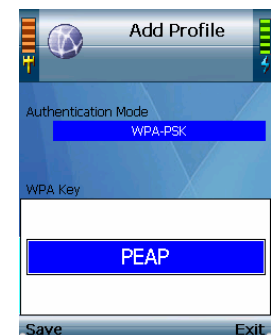 Add Profile
Authentication Mode
WPA-PSK
WPA Key
PEAP
Save Exit